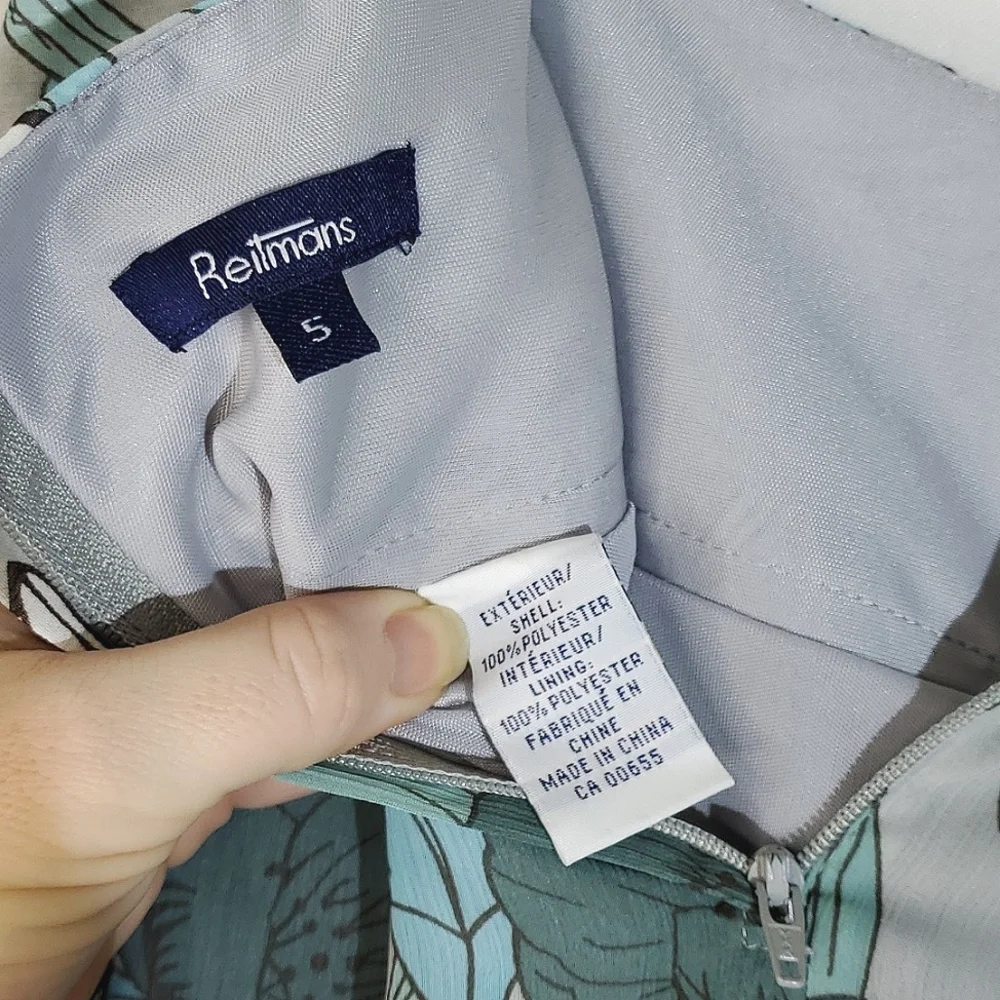 Reitmans
5
EXTÉRIEUR/
SHELL:
100%POLYESTER
INTÉRIEUR/
LINING:
100%POLYESTER
FABRIQUÉ EN
CHINE
MADE IN CHINA
CA 00655